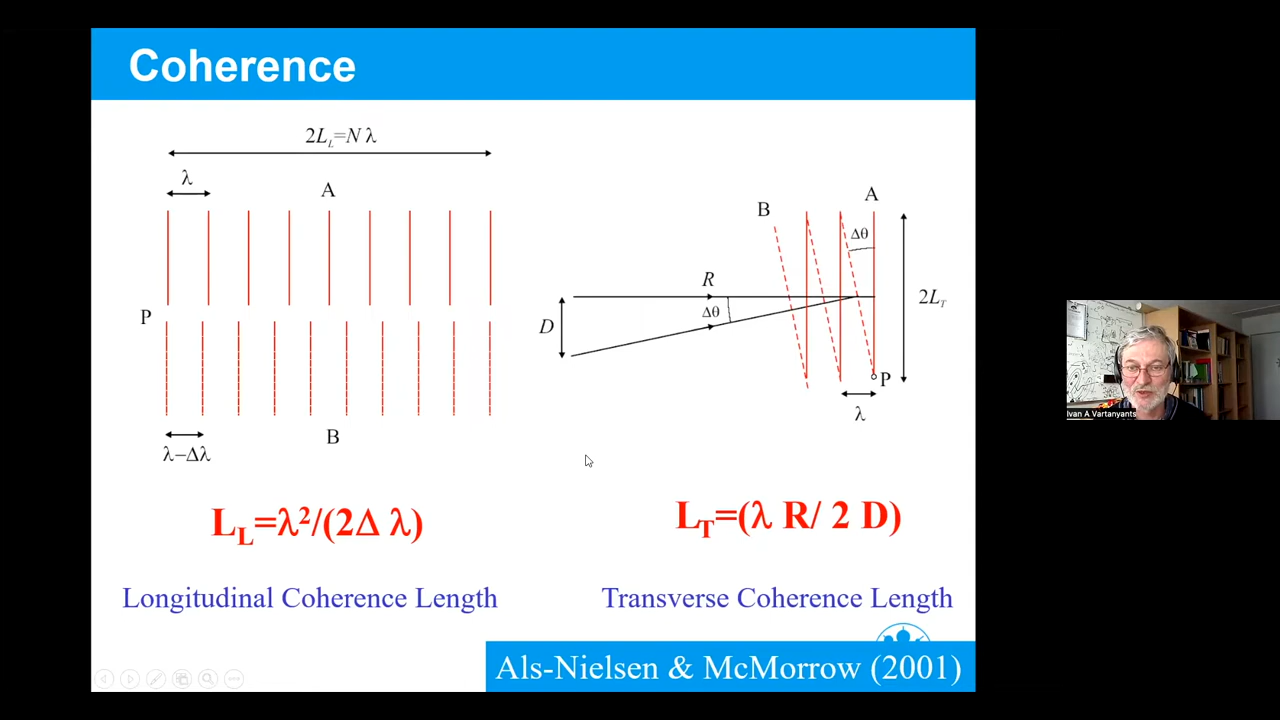 Coherence
2L_L=N λ
λ
A
P
B
λ−Δλ
L_L=λ²/(2Δ λ)
Longitudinal Coherence Length
A
B
Δθ
R
Δθ
D
2L_T
P
λ
L_T=(λ R/ 2 D)
Transverse Coherence Length
Als-Nielsen & McMorrow (2001)
Ivan A Vartanyants